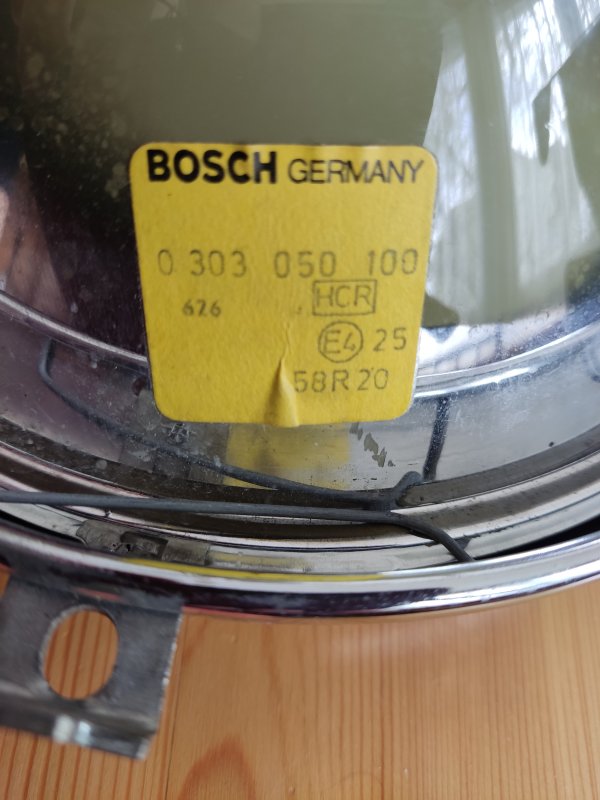 BOSCH GERMANY
0 303 050 100
626 HCR
E4 25
58R20